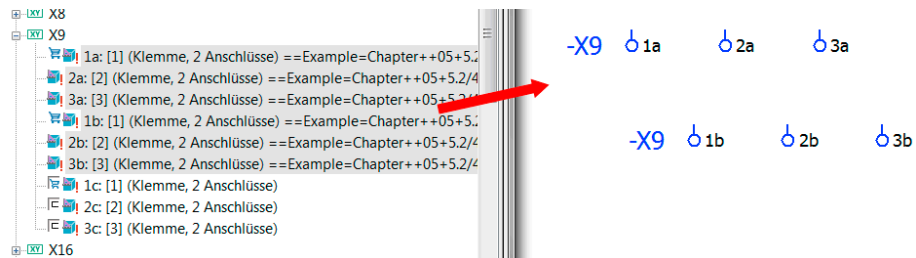 XY X8
XY X9
1a: [1] (Klemme, 2 Anschlüsse) ==Example=Chapter++05+5.2
2a: [2] (Klemme, 2 Anschlüsse) ==Example=Chapter++05+5.2/4
3a: [3] (Klemme, 2 Anschlüsse) ==Example=Chapter++05+5.2/4
1b: [1] (Klemme, 2 Anschlüsse) ==Example=Chapter++05+5.2
2b: [2] (Klemme, 2 Anschlüsse) ==Example=Chapter++05+5.2/4
3b: [3] (Klemme, 2 Anschlüsse) ==Example=Chapter++05+5.2/4
1c: [1] (Klemme, 2 Anschlüsse)
2c: [2] (Klemme, 2 Anschlüsse)
3c: [3] (Klemme, 2 Anschlüsse)
XY X16
-X9 1a 2a 3a
-X9 1b 2b 3b